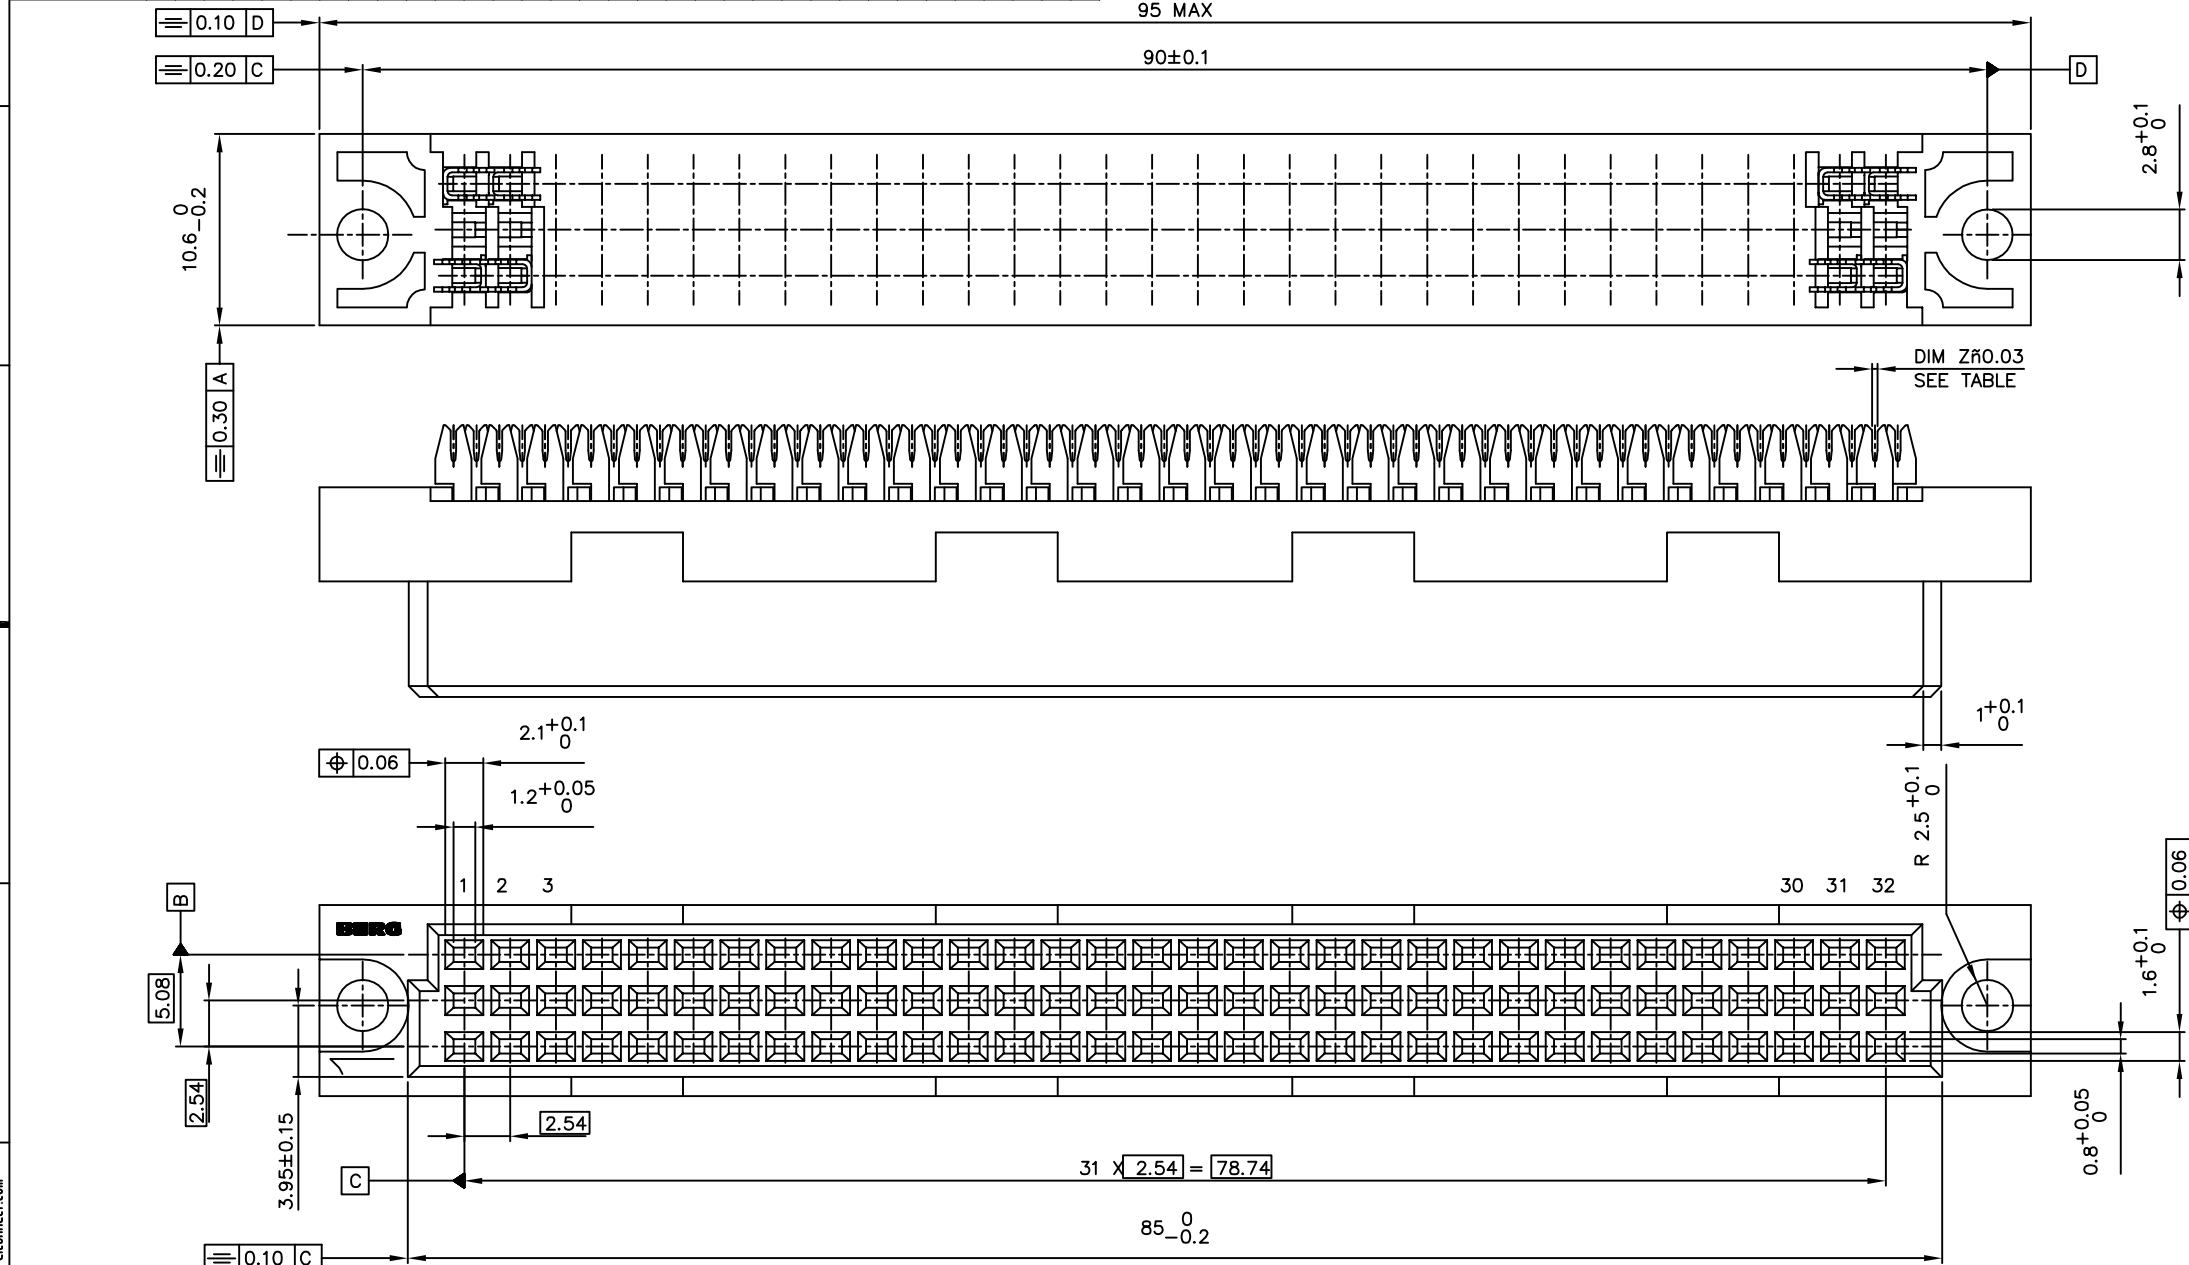 95 MAX
0.10 D
0.20 C
90±0.1
D
2.8 +0.1 0
10.6 0 -0.2
0.30 A
DIM Zñ0.03
SEE TABLE
2.1 +0.1 0
0.06
1.2 +0.05 0
1 +0.1 0
R 2.5 +0.1 0
0.06
1 2 3 30 31 32
B
BERG
5.08
1.6 +0.1 0
2.54
3.95±0.15
2.54
0.8 +0.05 0
C
31 X 2.54 = 78.74
85 0 -0.2
0.10 C